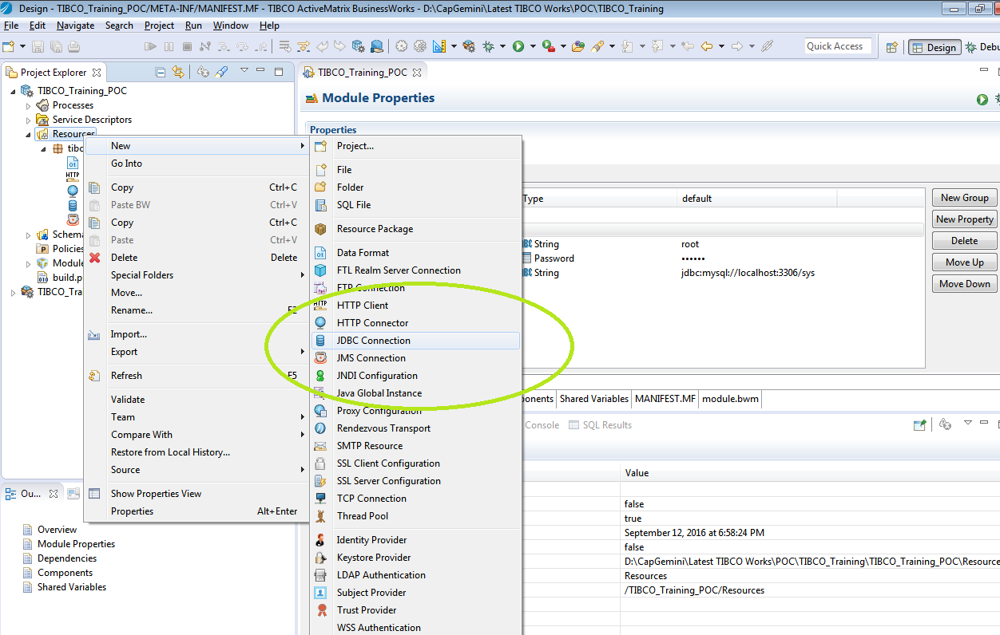 Design - TIBCO_Training_POC/META-INF/MANIFEST.MF - TIBCO ActiveMatrix BusinessWorks - D:\CapGemini\Latest TIBCO Works\POC\TIBCO_Training
File Edit Navigate Search Project Run Window Help
Quick Access Design Debu
Project Explorer
TIBCO_Training_POC
Processes
Service Descriptors
Resources
tibc
HTTP
Schema
Policies
Module
build.p
TIBCO_Tra
New
Go Into
Copy Ctrl+C
Paste BW Ctrl+V
Copy Ctrl+C
Paste Ctrl+V
Delete Delete
Special Folders
Move...
Rename... F2
Import...
Export
Refresh F5
Validate
Team
Compare With
Restore from Local History...
Source
Show Properties View
Properties Alt+Enter
Project...
File
Folder
SQL File
Resource Package
Data Format
FTL Realm Server Connection
FTP Connection
HTTP Client
HTTP Connector
JDBC Connection
JMS Connection
JNDI Configuration
Java Global Instance
Proxy Configuration
Rendezvous Transport
SMTP Resource
SSL Client Configuration
SSL Server Configuration
TCP Connection
Thread Pool
Identity Provider
Keystore Provider
LDAP Authentication
Subject Provider
Trust Provider
WSS Authentication
TIBCO_Training_POC
Module Properties
Properties
Type default
String root
Password ••••••
String jdbc:mysql://localhost:3306/sys
New Group
New Property
Delete
Move Up
Move Down
onents Shared Variables MANIFEST.MF module.bwm
Console SQL Results
Value
false
true
September 12, 2016 at 6:58:24 PM
false
D:\CapGemini\Latest TIBCO Works\POC\TIBCO_Training\TIBCO_Training_POC\Resource
Resources
/TIBCO_Training_POC/Resources
Ou...
Overview
Module Properties
Dependencies
Components
Shared Variables